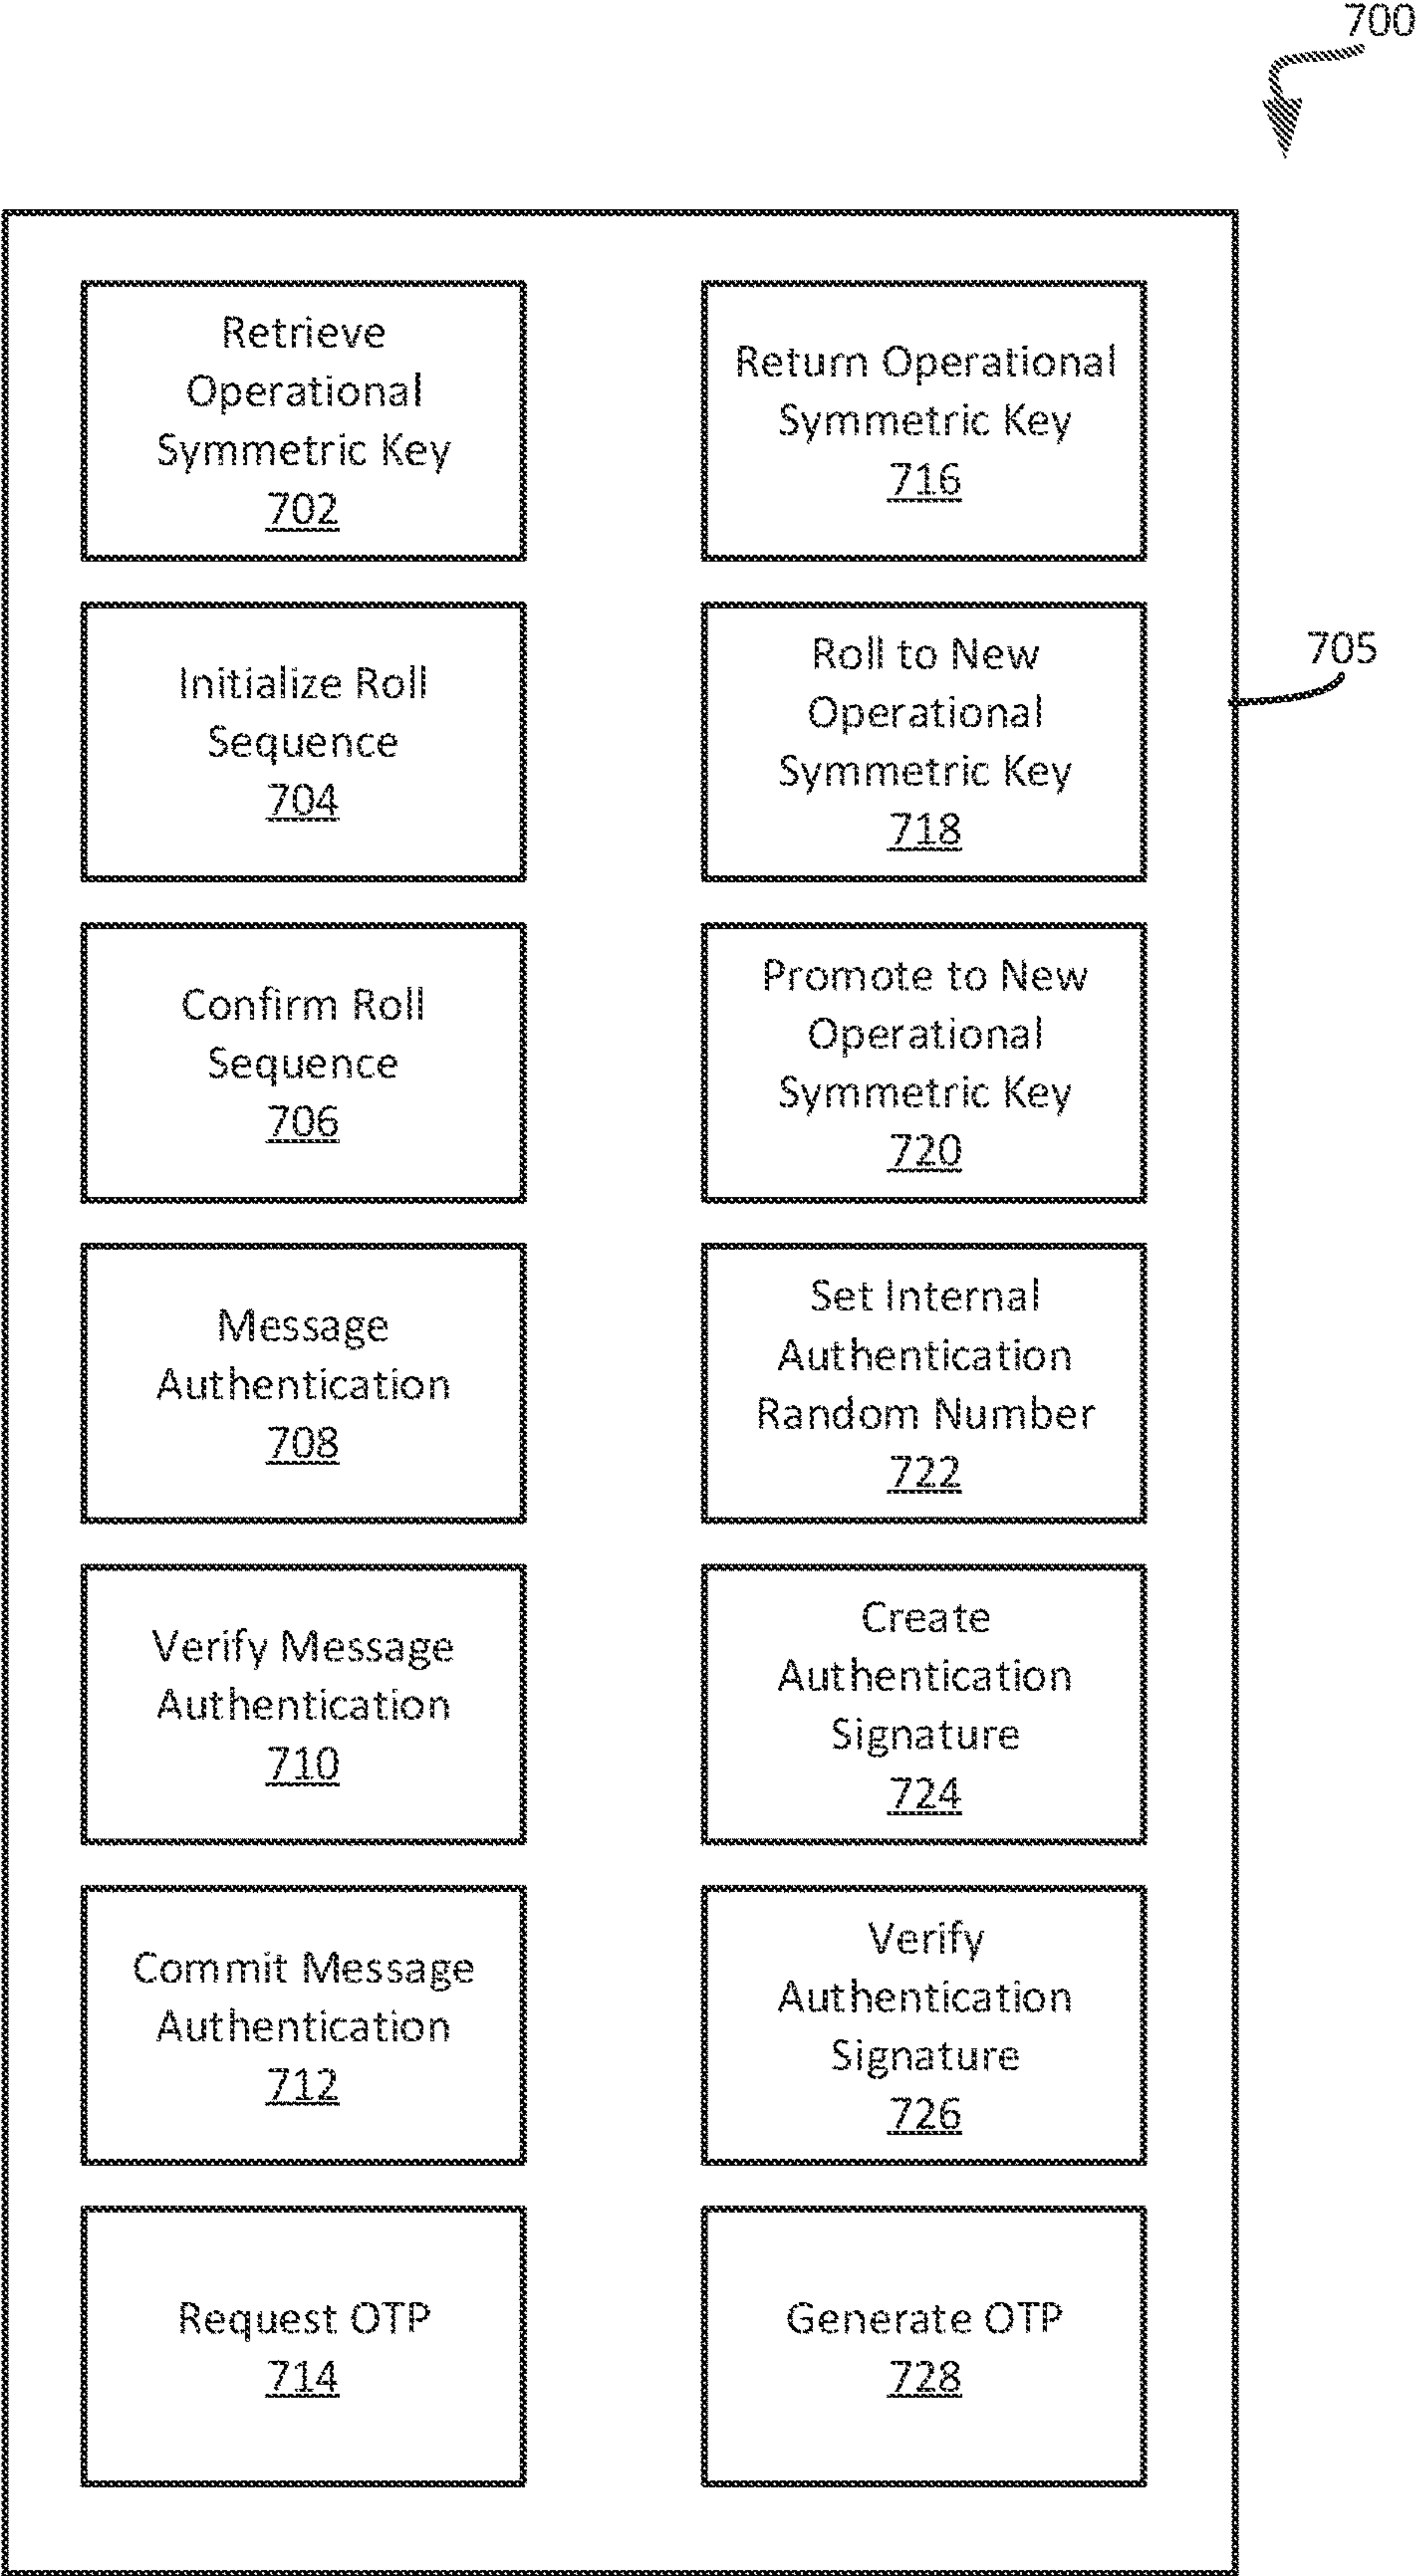 700
Retrieve
Operational
Symmetric Key
702
Return Operational
Symmetric Key
716
Initialize Roll
Sequence
704
Roll to New
Operational
Symmetric Key
718
705
Confirm Roll
Sequence
706
Promote to New
Operational
Symmetric Key
720
Message
Authentication
708
Set Internal
Authentication
Random Number
722
Verify Message
Authentication
710
Create
Authentication
Signature
724
Commit Message
Authentication
712
Verify
Authentication
Signature
726
Request OTP
714
Generate OTP
728